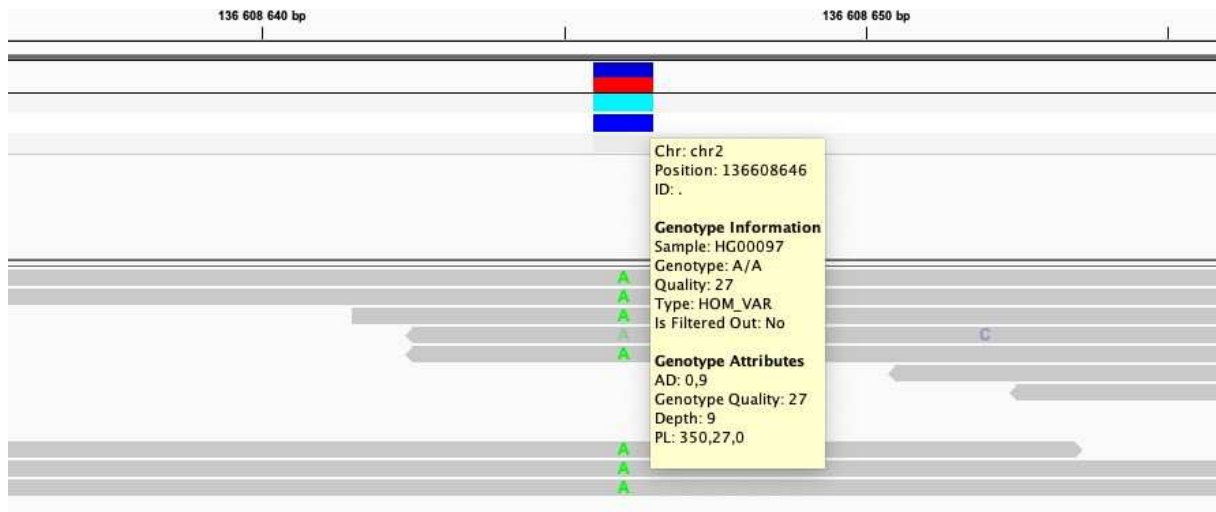 136 608 640 bp
136 608 650 bp
Chr: chr2
Position: 136608646
ID: .
Genotype Information
Sample: HG00097
Genotype: A/A
Quality: 27
Type: HOM_VAR
Is Filtered Out: No
Genotype Attributes
AD: 0,9
Genotype Quality: 27
Depth: 9
PL: 350,27,0
A
A
A
A C
A
A
A
A